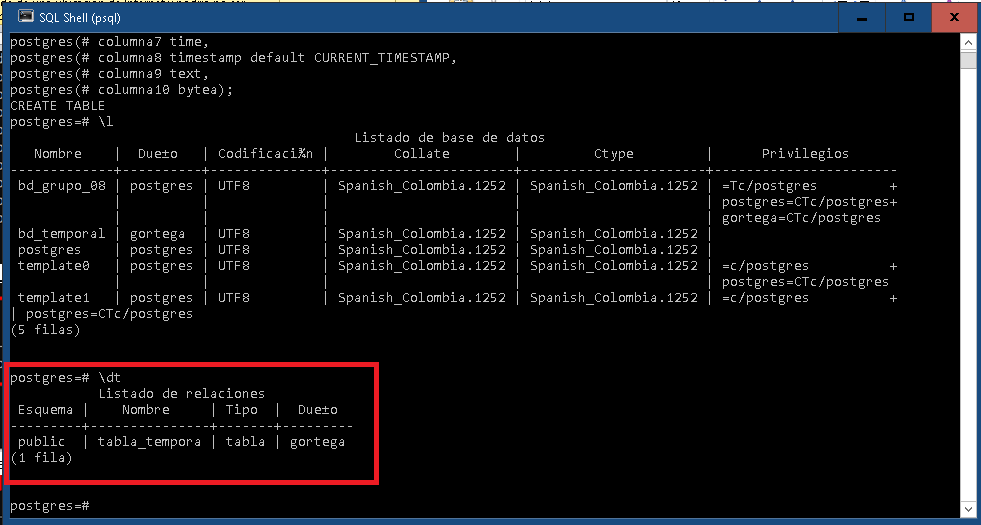 SQL Shell (psql)
postgres(# columna7 time,
postgres(# columna8 timestamp default CURRENT_TIMESTAMP,
postgres(# columna9 text,
postgres(# columna10 bytea);
CREATE TABLE
postgres=# \l
Listado de base de datos
Nombre | Due±o | Codificaci¾n | Collate | Ctype | Privilegios
------------+----------+--------------+------------------------+------------------------+-----------------------
bd_grupo_08 | postgres | UTF8 | Spanish_Colombia.1252 | Spanish_Colombia.1252 | =Tc/postgres +
| | | | | postgres=CTc/postgres+
| | | | | gortega=CTc/postgres
bd_temporal | gortega | UTF8 | Spanish_Colombia.1252 | Spanish_Colombia.1252 |
postgres | postgres | UTF8 | Spanish_Colombia.1252 | Spanish_Colombia.1252 |
template0 | postgres | UTF8 | Spanish_Colombia.1252 | Spanish_Colombia.1252 | =c/postgres +
| | | | | postgres=CTc/postgres
template1 | postgres | UTF8 | Spanish_Colombia.1252 | Spanish_Colombia.1252 | =c/postgres +
| postgres=CTc/postgres
(5 filas)
postgres=# \dt
Listado de relaciones
Esquema | Nombre | Tipo | Due±o
---------+---------------+-------+---------
public | tabla_tempora | tabla | gortega
(1 fila)
postgres=#